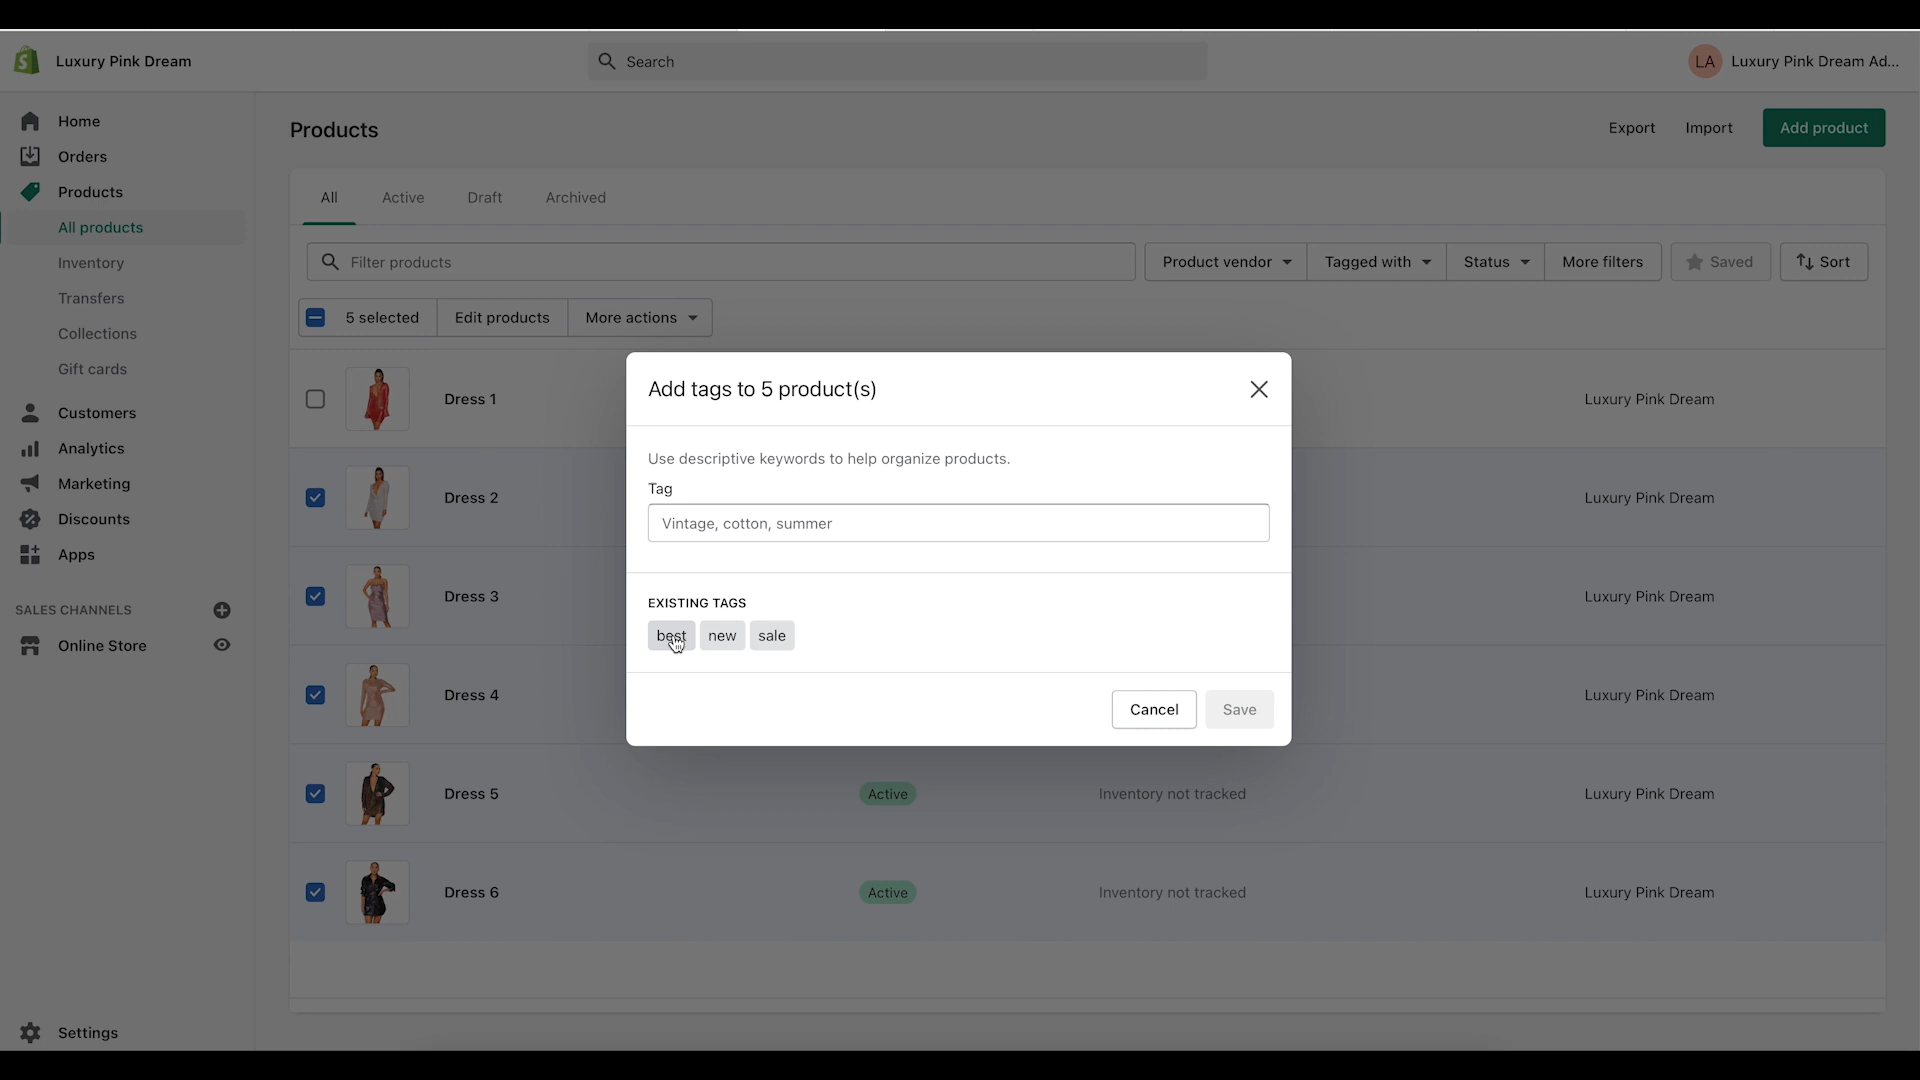 Luxury Pink Dream
Search
LA
Luxury Pink Dream Ad...
Home
Orders
Products
All products
Inventory
Transfers
Collections
Gift cards
Customers
Analytics
Marketing
Discounts
Apps
SALES CHANNELS
Online Store
Settings
Products
Export
Import
Add product
All
Active
Draft
Archived
Filter products
Product vendor
Tagged with
Status
More filters
Saved
Sort
5 selected
Edit products
More actions
Dress 1
Luxury Pink Dream
Dress 2
Luxury Pink Dream
Dress 3
Luxury Pink Dream
Dress 4
Luxury Pink Dream
Dress 5
Active
Inventory not tracked
Luxury Pink Dream
Dress 6
Active
Inventory not tracked
Luxury Pink Dream
Add tags to 5 product(s)
Use descriptive keywords to help organize products.
Tag
Vintage, cotton, summer
EXISTING TAGS
best
new
sale
Cancel
Save